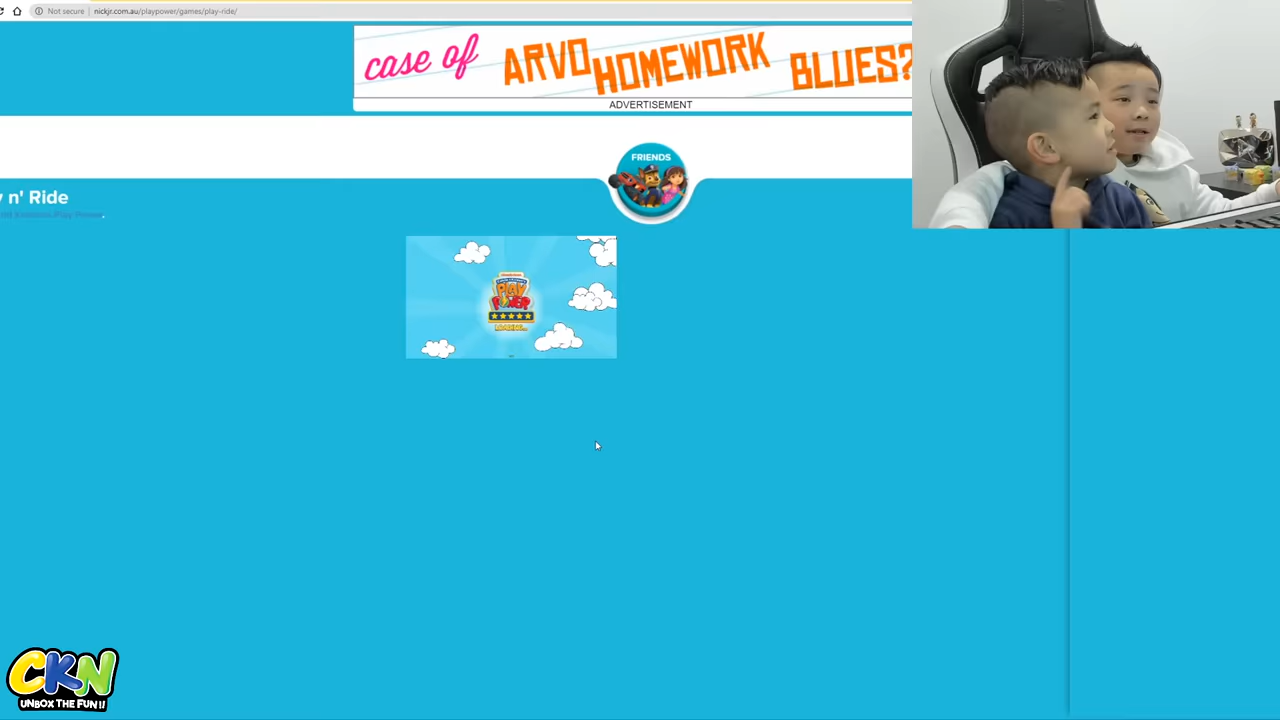 Not secure
nickjr.com.au/playpower/games/play-ride/
case of ARVO HOMEWORK BLUES?
ADVERTISEMENT
FRIENDS
n' Ride
PLAY POWER
LOADING...
CKN
UNBOX THE FUN!!